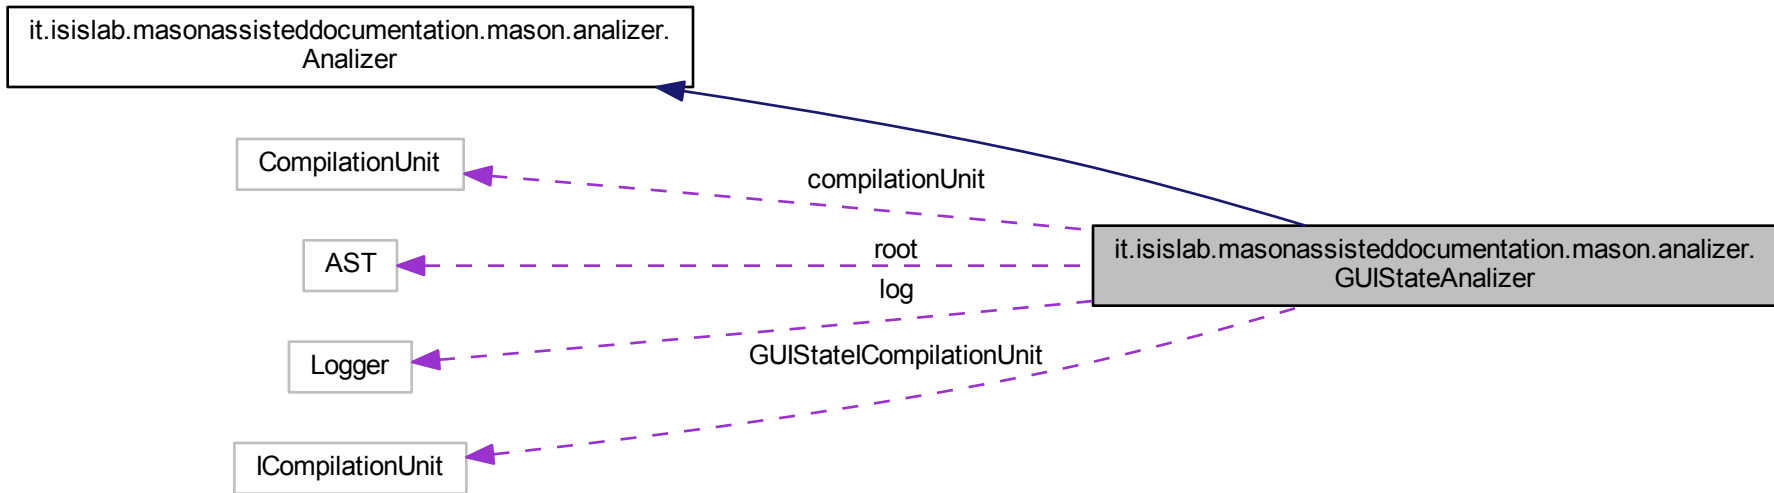 it.isislab.masonassisteddocumentation.mason.analizer.
Analizer
CompilationUnit
compilationUnit
AST
root
it.isislab.masonassisteddocumentation.mason.analizer.
GUIStateAnalizer
log
Logger
GUIStateICompilationUnit
ICompilationUnit